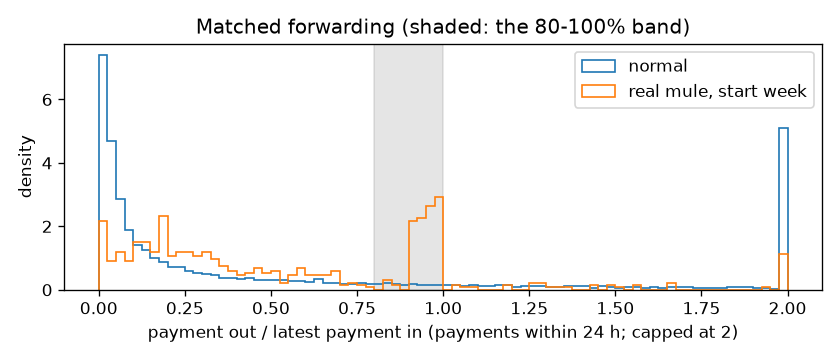 Matched forwarding (shaded: the 80-100% band)
normal
real mule, start week
density
6
4
2
0
0.00 0.25 0.50 0.75 1.00 1.25 1.50 1.75 2.00
payment out / latest payment in (payments within 24 h; capped at 2)